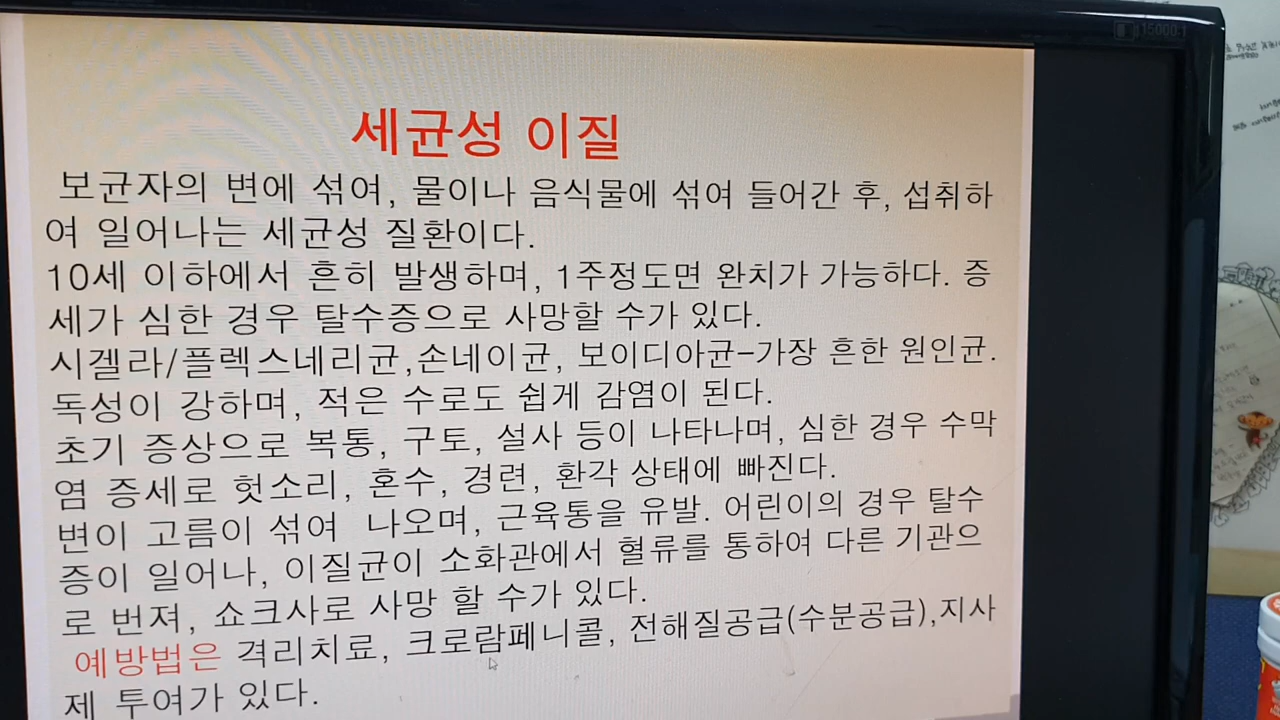 15000:1
세균성 이질
보균자의 변에 섞여, 물이나 음식물에 섞여 들어간 후, 섭취하
여 일어나는 세균성 질환이다.
10세 이하에서 흔히 발생하며, 1주정도면 완치가 가능하다. 증
세가 심한 경우 탈수증으로 사망할 수가 있다.
시겔라/플렉스네리균,손네이균, 보이디아균-가장 흔한 원인균.
독성이 강하며, 적은 수로도 쉽게 감염이 된다.
초기 증상으로 복통, 구토, 설사 등이 나타나며, 심한 경우 수막
염 증세로 헛소리, 혼수, 경련, 환각 상태에 빠진다.
변이 고름이 섞여 나오며, 근육통을 유발. 어린이의 경우 탈수
증이 일어나, 이질균이 소화관에서 혈류를 통하여 다른 기관으
로 번져, 쇼크사로 사망 할 수가 있다.
예방법은 격리치료, 크로람페니콜, 전해질공급(수분공급),지사
제 투여가 있다.